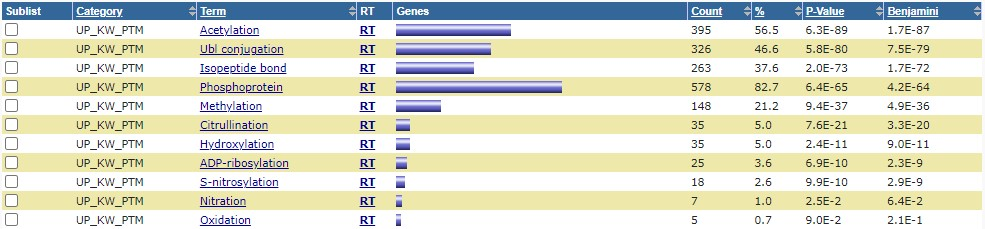 Sublist Category Term RT Genes Count % P-Value Benjamini
UP_KW_PTM Acetylation RT 395 56.5 6.3E-89 1.7E-87
UP_KW_PTM Ubl conjugation RT 326 46.6 5.8E-80 7.5E-79
UP_KW_PTM Isopeptide bond RT 263 37.6 2.0E-73 1.7E-72
UP_KW_PTM Phosphoprotein RT 578 82.7 6.4E-65 4.2E-64
UP_KW_PTM Methylation RT 148 21.2 9.4E-37 4.9E-36
UP_KW_PTM Citrullination RT 35 5.0 7.6E-21 3.3E-20
UP_KW_PTM Hydroxylation RT 35 5.0 2.4E-11 9.0E-11
UP_KW_PTM ADP-ribosylation RT 25 3.6 6.9E-10 2.3E-9
UP_KW_PTM S-nitrosylation RT 18 2.6 9.9E-10 2.9E-9
UP_KW_PTM Nitration RT 7 1.0 2.5E-2 6.4E-2
UP_KW_PTM Oxidation RT 5 0.7 9.0E-2 2.1E-1